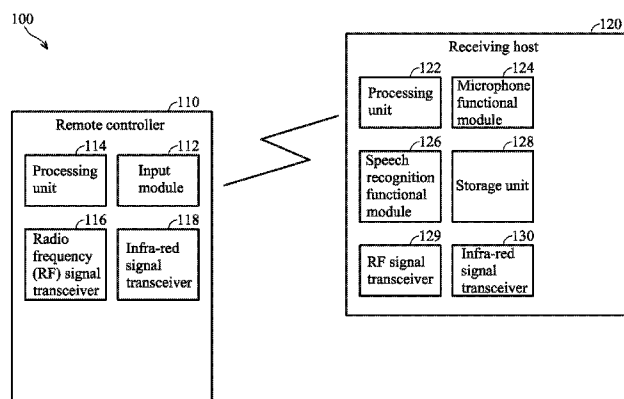 100
120
Receiving host
122
Processing
unit
124
Microphone
functional
module
126
Speech
recognition
functional
module
128
Storage unit
129
RF signal
transceiver
130
Infra-red
signal
transceiver
110
Remote controller
114
Processing
unit
112
Input
module
116
Radio
frequency
(RF) signal
transceiver
118
Infra-red
signal
transceiver